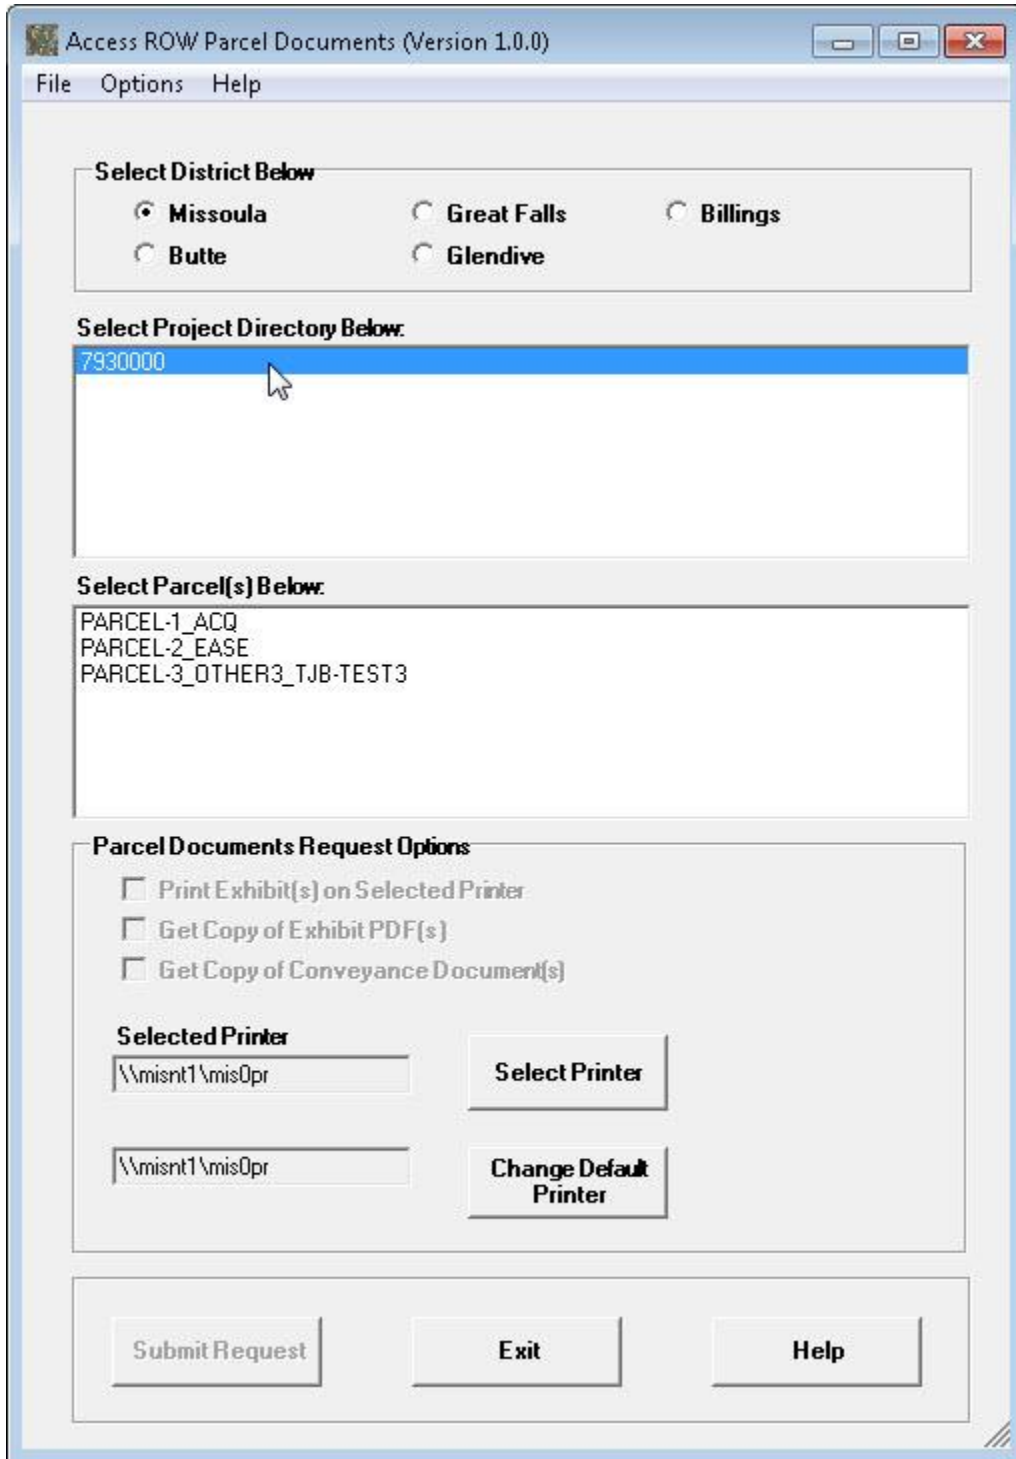 Access ROW Parcel Documents (Version 1.0.0)
File Options Help
Select District Below
Missoula Great Falls Billings
Butte Glendive
Select Project Directory Below:
7930000
Select Parcel(s) Below:
PARCEL-1_ACQ
PARCEL-2_EASE
PARCEL-3_OTHER3_TJB-TEST3
Parcel Documents Request Options
Print Exhibit(s) on Selected Printer
Get Copy of Exhibit PDF(s)
Get Copy of Conveyance Document(s)
Selected Printer
\\misnt1\mis0pr
Select Printer
\\misnt1\mis0pr
Change Default
Printer
Submit Request Exit Help